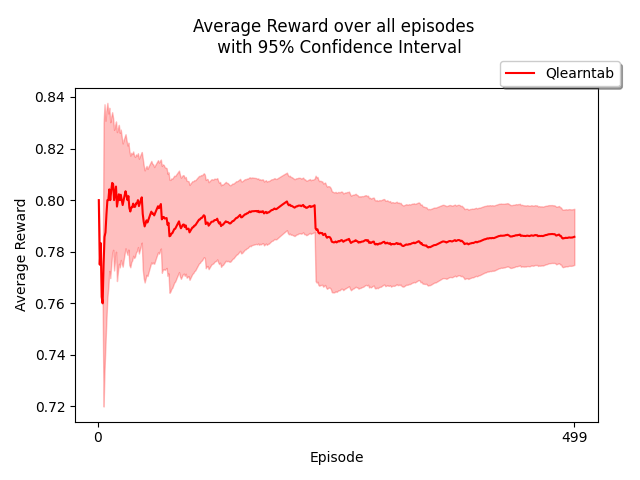 Average Reward over all episodes
with 95% Confidence Interval
Qlearntab
0.84
0.82
0.80
0.78
0.76
0.74
0.72
Average Reward
0
499
Episode